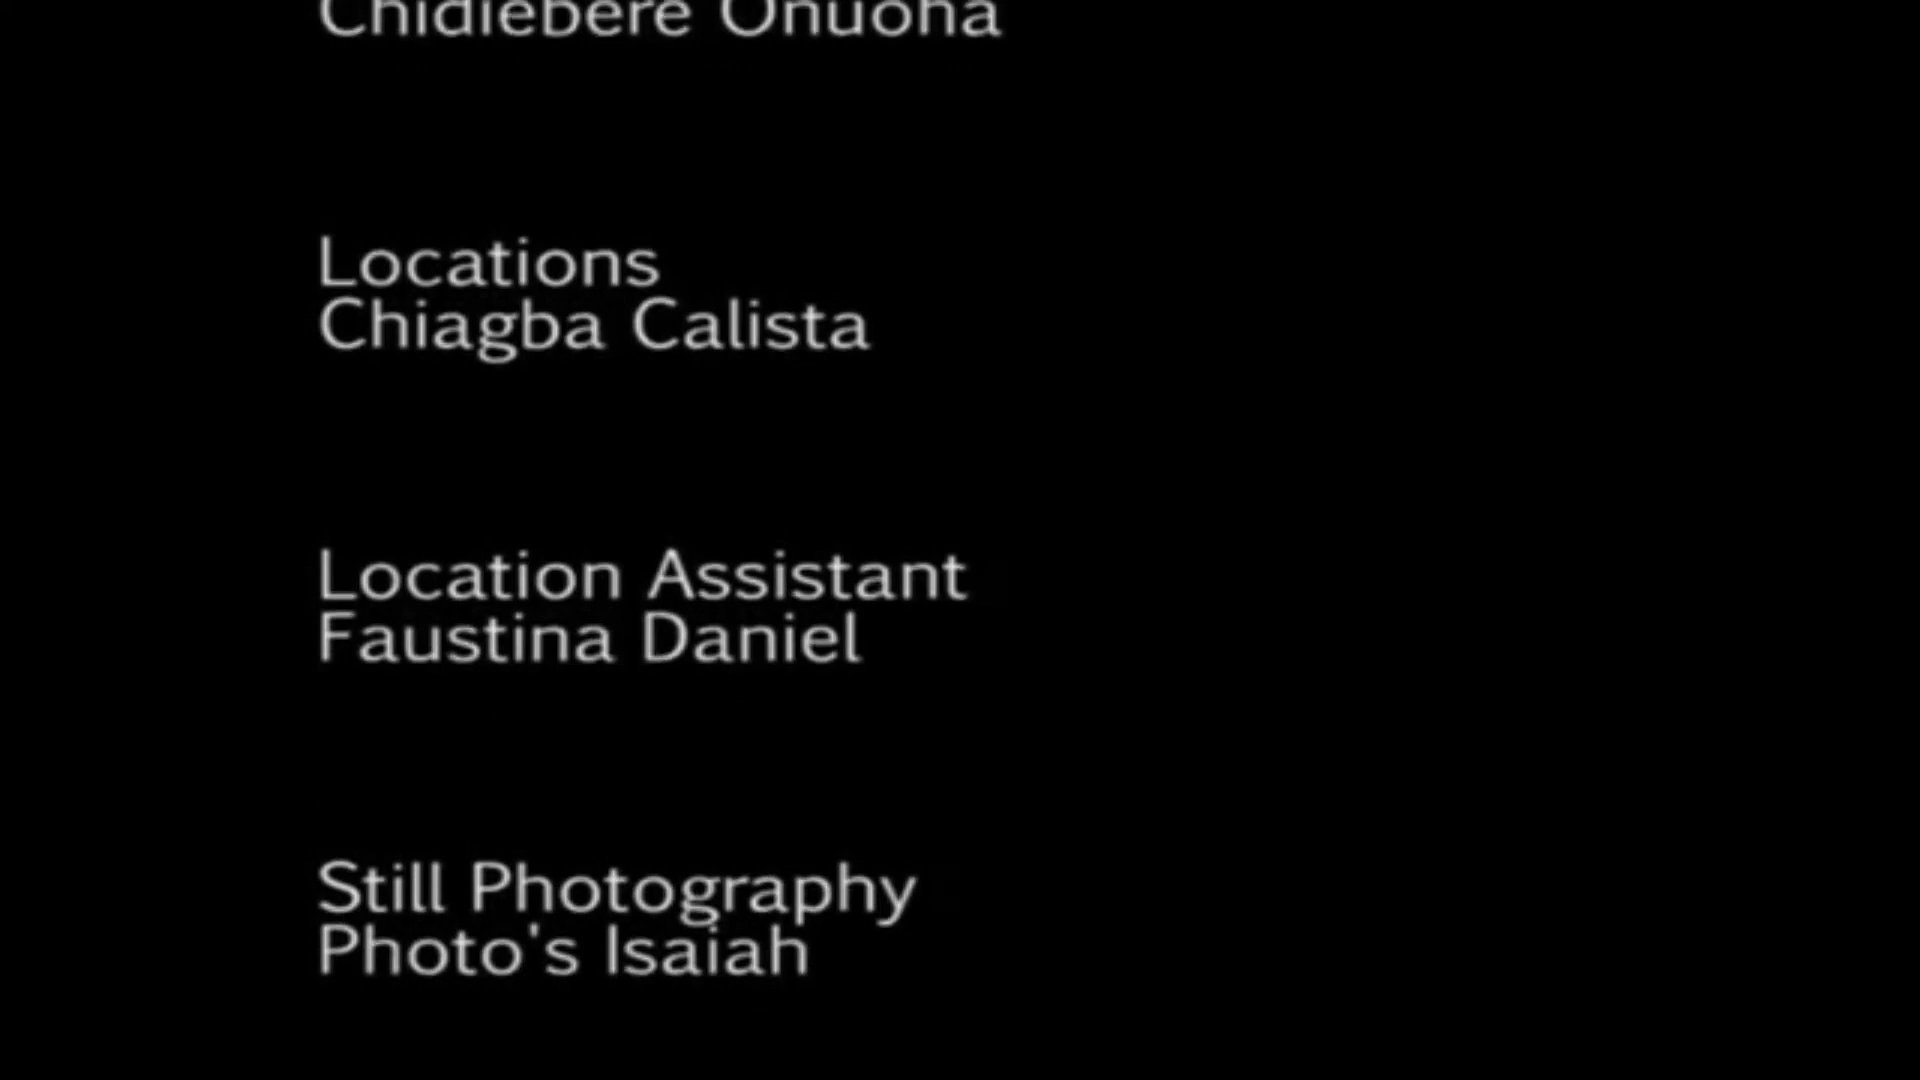 Chidiebere Onuoha
Locations
Chiagba Calista
Location Assistant
Faustina Daniel
Still Photography
Photo's Isaiah